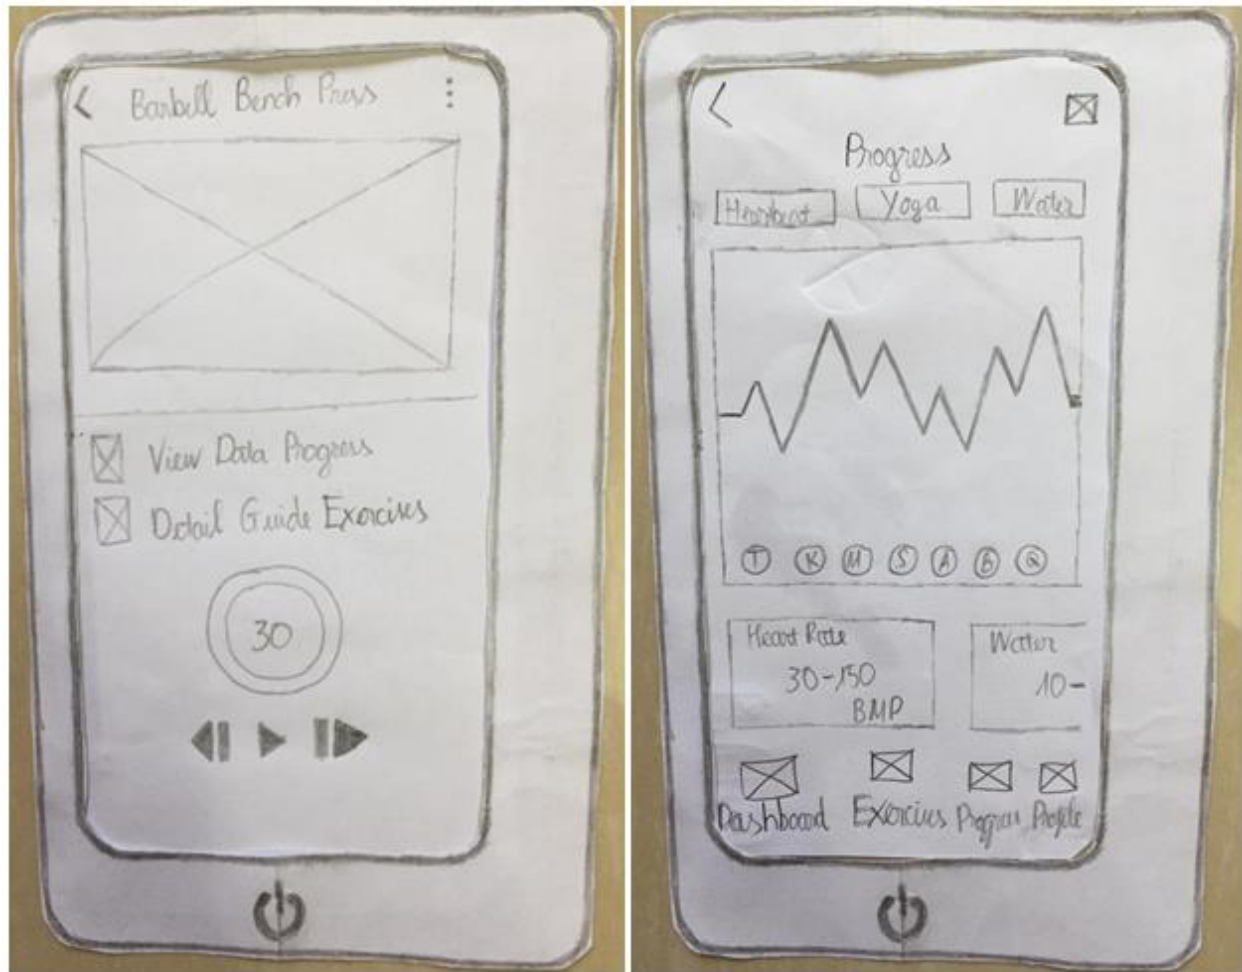 Barbell Bench Press
View Data Progress
Detail Guide Exercises
30
Progress
Heartbeat Yoga Water
T K M S A B Q
Heart Rate
30-150
BMP
Water
10-
Dashboard Exercises Progress Profile